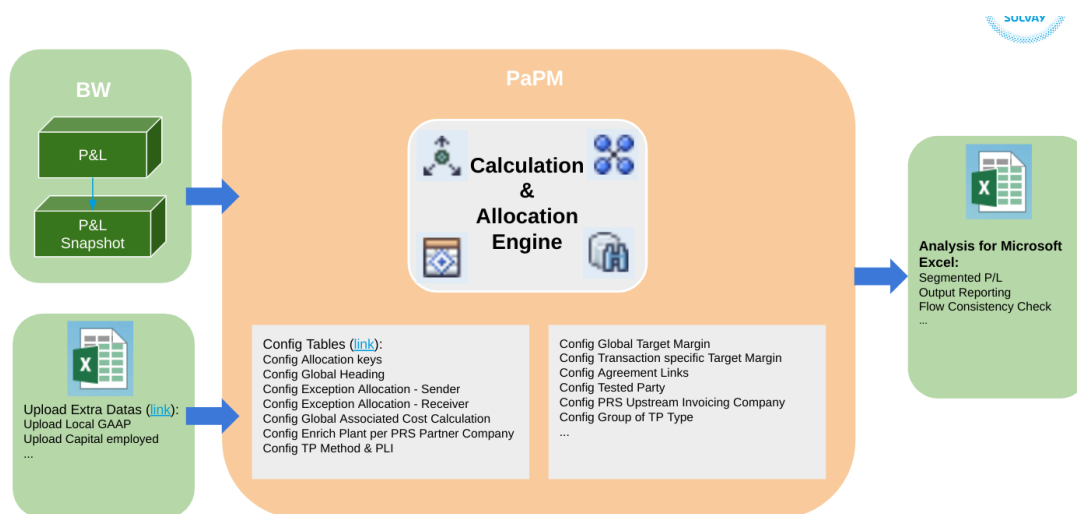 SOLVAY
BW
P&L
P&L
Snapshot
Upload Extra Datas (link):
Upload Local GAAP
Upload Capital employed
...
PaPM
Calculation
&
Allocation
Engine
Config Tables (link):
Config Allocation keys
Config Global Heading
Config Exception Allocation - Sender
Config Exception Allocation - Receiver
Config Global Associated Cost Calculation
Config Enrich Plant per PRS Partner Company
Config TP Method & PLI
Config Global Target Margin
Config Transaction specific Target Margin
Config Agreement Links
Config Tested Party
Config PRS Upstream Invoicing Company
Config Group of TP Type
...
X
X
Analysis for Microsoft
Excel:
Segmented P/L
Output Reporting
Flow Consistency Check
...